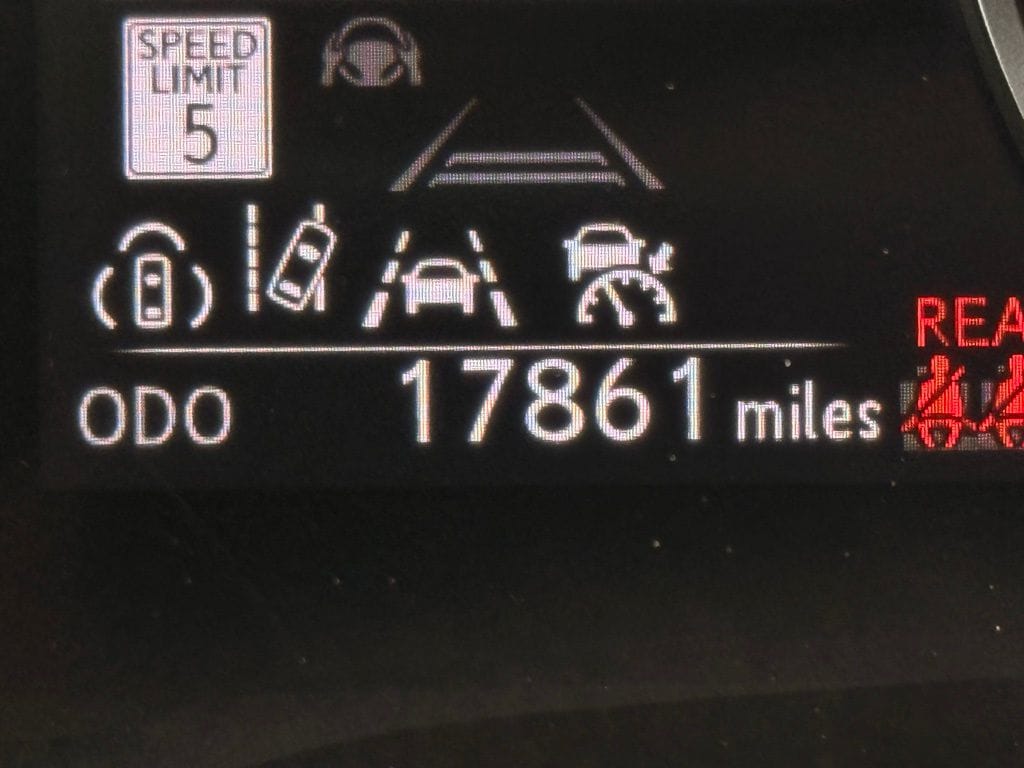 SPEED
LIMIT
5
ODO 17861 miles
REA